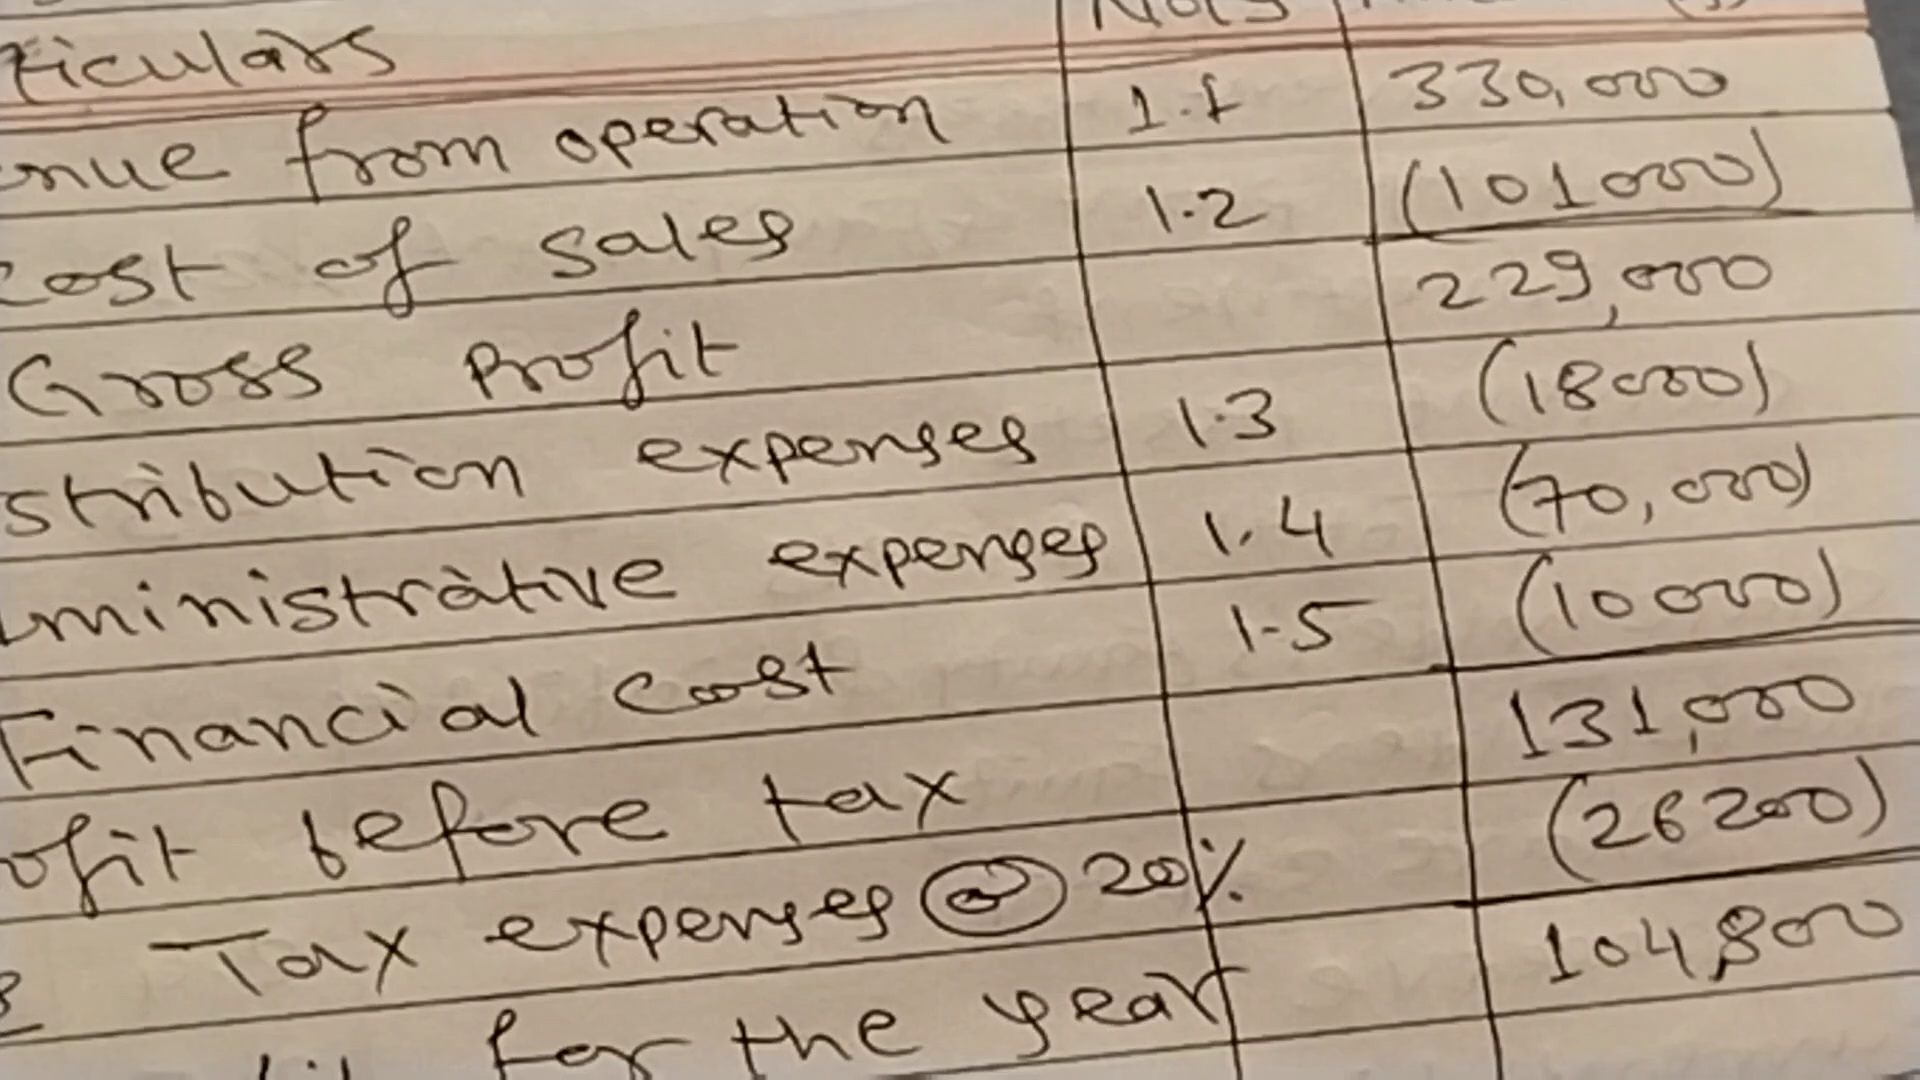 ticulars
nue from operation 1.1 330,000
Cost of sales 1.2 (101000)
Gross Profit 229,000
stribution expenses 1.3 (18000)
ministrative expenses 1.4 (70,000)
Financial cost 1.5 (10000)
ofit before tax 131,000
Tax expenses @ 20% (26200)
for the year 104,800